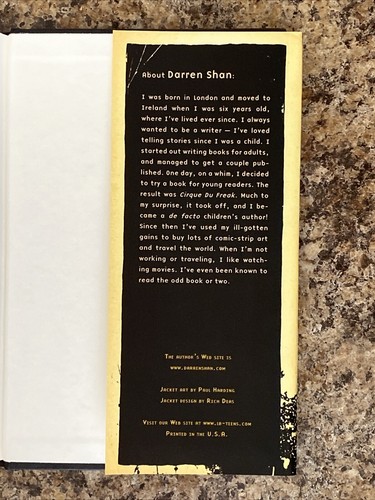 About Darren Shan:
I was born in London and moved to
Ireland when I was six years old,
where I've lived ever since. I always
wanted to be a writer — I've loved
telling stories since I was a child. I
started out writing books for adults,
and managed to get a couple pub-
lished. One day, on a whim, I decided
to try a book for young readers. The
result was Cirque Du Freak. Much to
my surprise, it took off, and I be-
came a de facto children's author!
Since then I've used my ill-gotten
gains to buy lots of comic-strip art
and travel the world. When I'm not
working or traveling, I like watch-
ing movies. I've even been known to
read the odd book or two.
The author's Web site is
www.darrenshan.com
Jacket art by Paul Harding
Jacket design by Rich Deas
Visit our Web site at www.lb-teens.com
Printed in the U.S.A.